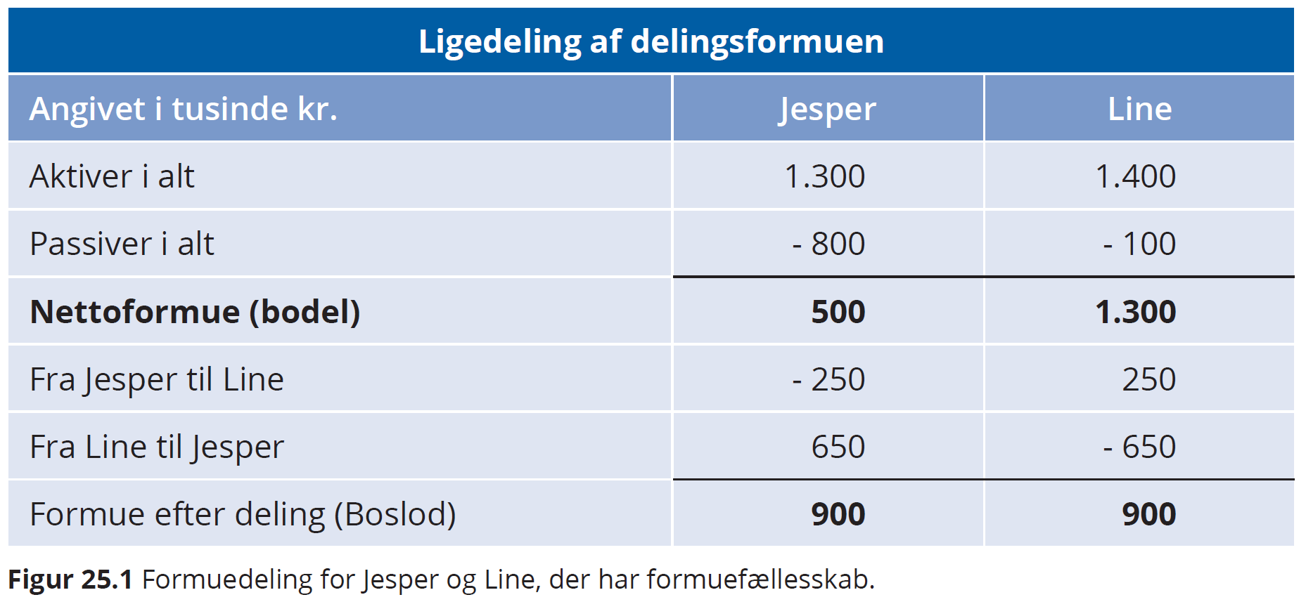 Ligedeling af delingsformuen
Angivet i tusinde kr. Jesper Line
Aktiver i alt 1.300 1.400
Passiver i alt - 800 - 100
Nettoformue (bodel) 500 1.300
Fra Jesper til Line - 250 250
Fra Line til Jesper 650 - 650
Formue efter deling (Boslod) 900 900
Figur 25.1 Formuedeling for Jesper og Line, der har formuefællesskab.